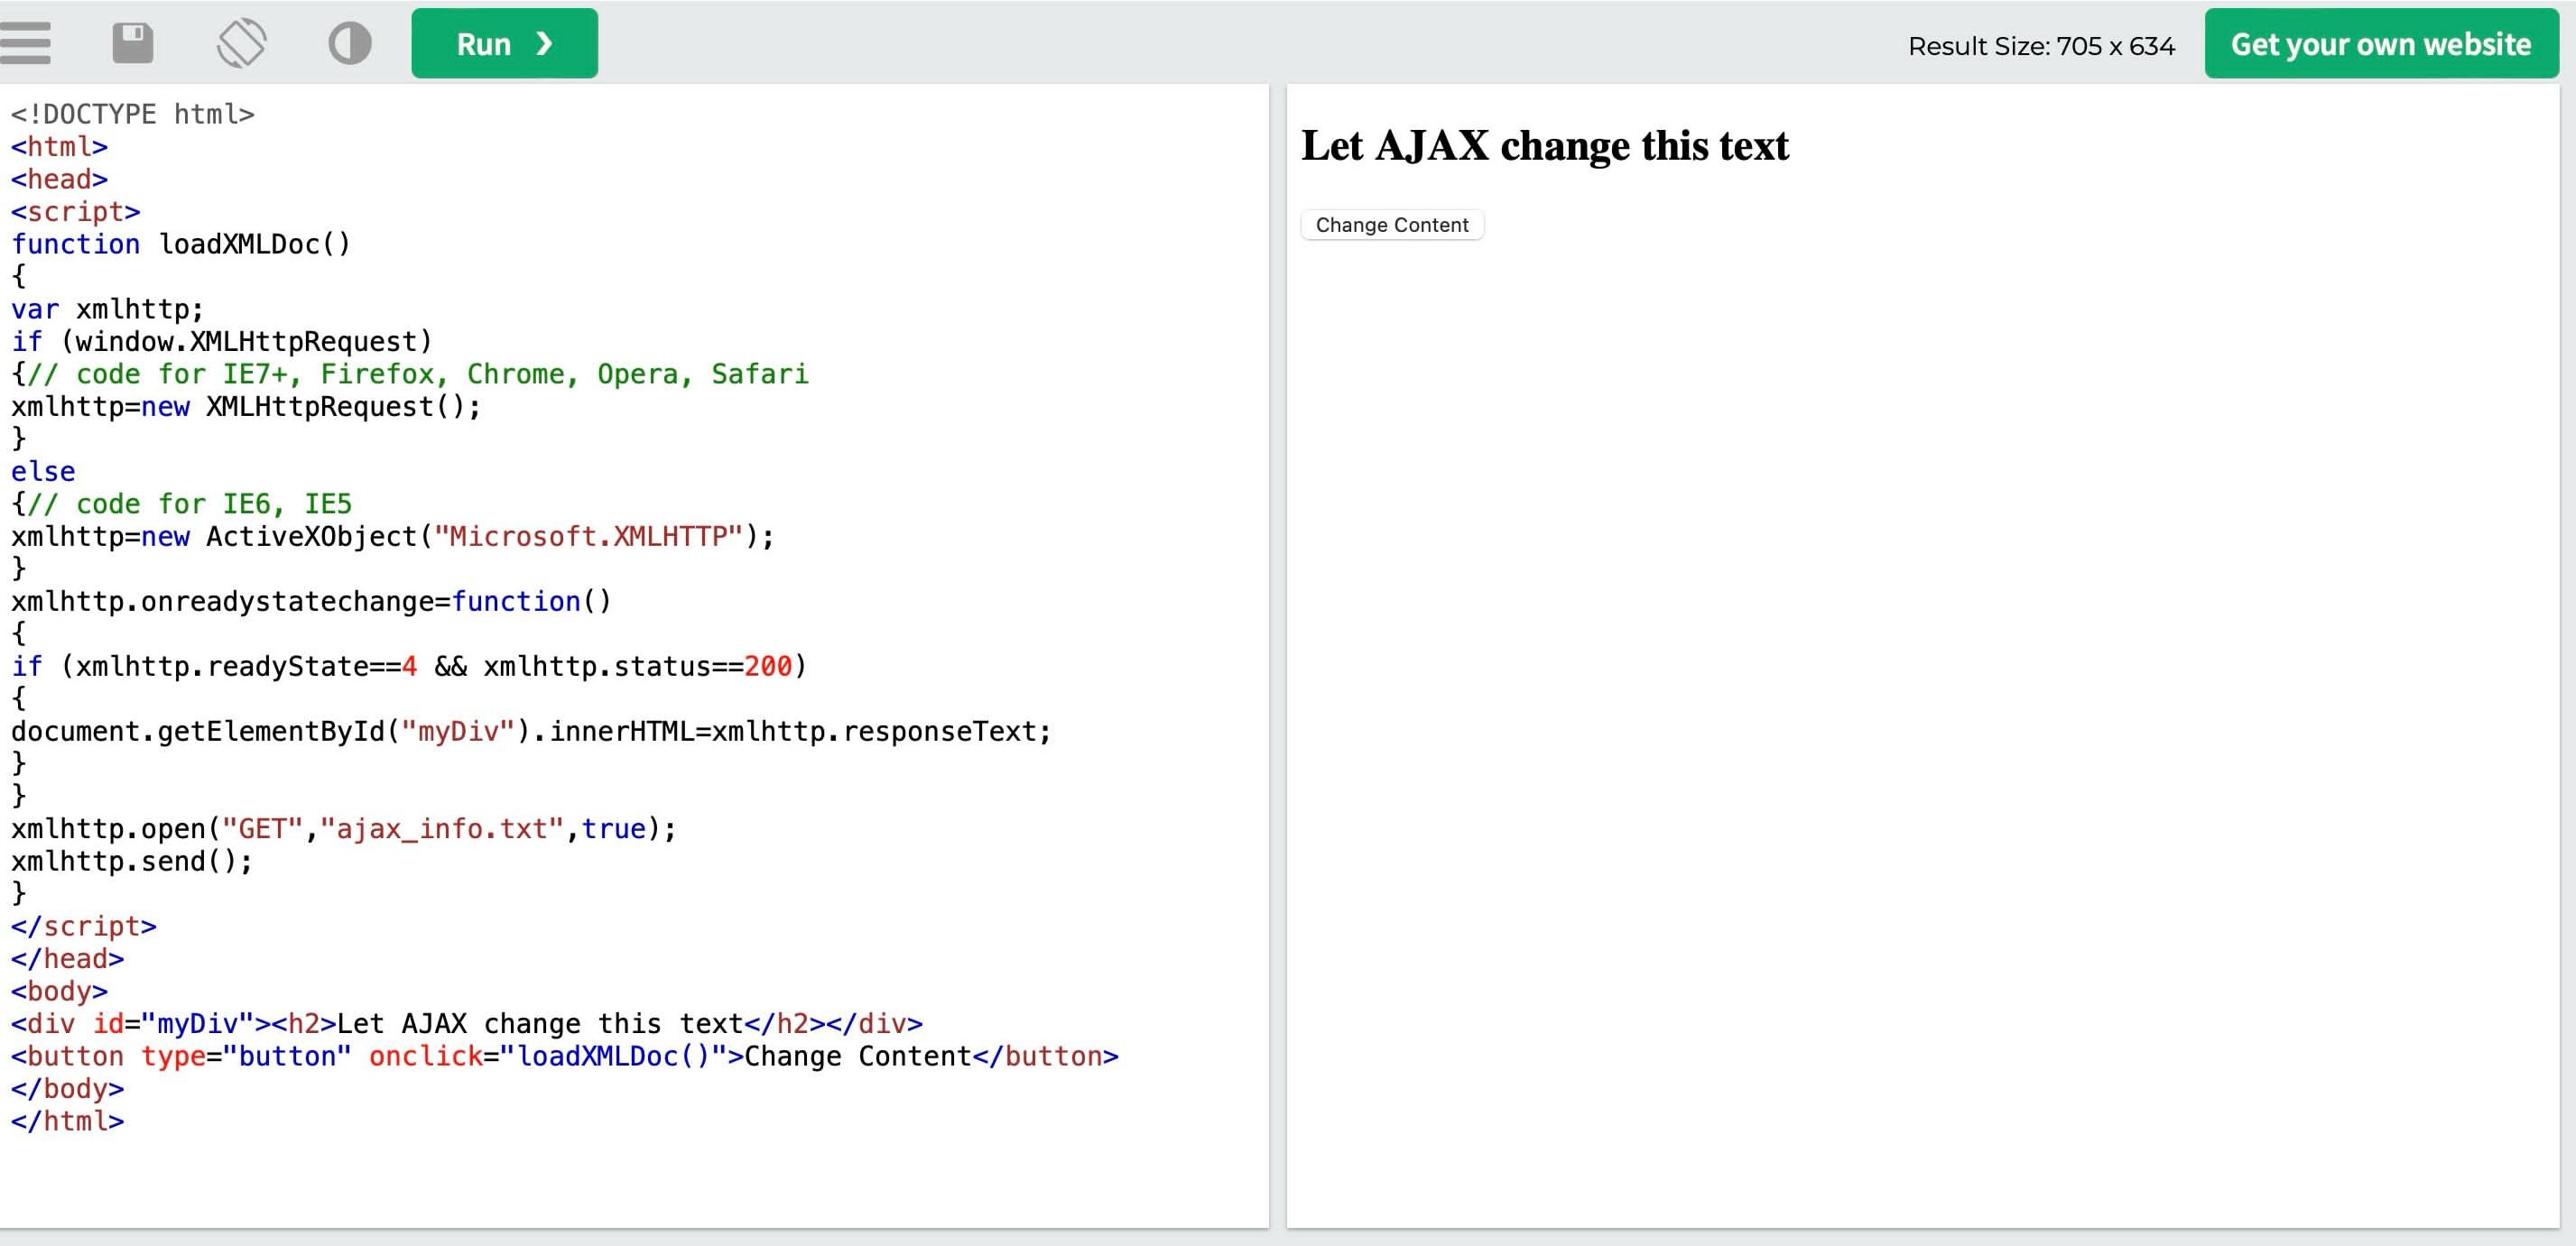 Run ❯
Result Size: 705 x 634
Get your own website
<!DOCTYPE html>
<html>
<head>
<script>
function loadXMLDoc()
{
var xmlhttp;
if (window.XMLHttpRequest)
{// code for IE7+, Firefox, Chrome, Opera, Safari
xmlhttp=new XMLHttpRequest();
}
else
{// code for IE6, IE5
xmlhttp=new ActiveXObject("Microsoft.XMLHTTP");
}
xmlhttp.onreadystatechange=function()
{
if (xmlhttp.readyState==4 && xmlhttp.status==200)
{
document.getElementById("myDiv").innerHTML=xmlhttp.responseText;
}
}
xmlhttp.open("GET","ajax_info.txt",true);
xmlhttp.send();
}
</script>
</head>
<body>
<div id="myDiv"><h2>Let AJAX change this text</h2></div>
<button type="button" onclick="loadXMLDoc()">Change Content</button>
</body>
</html>
Let AJAX change this text
Change Content